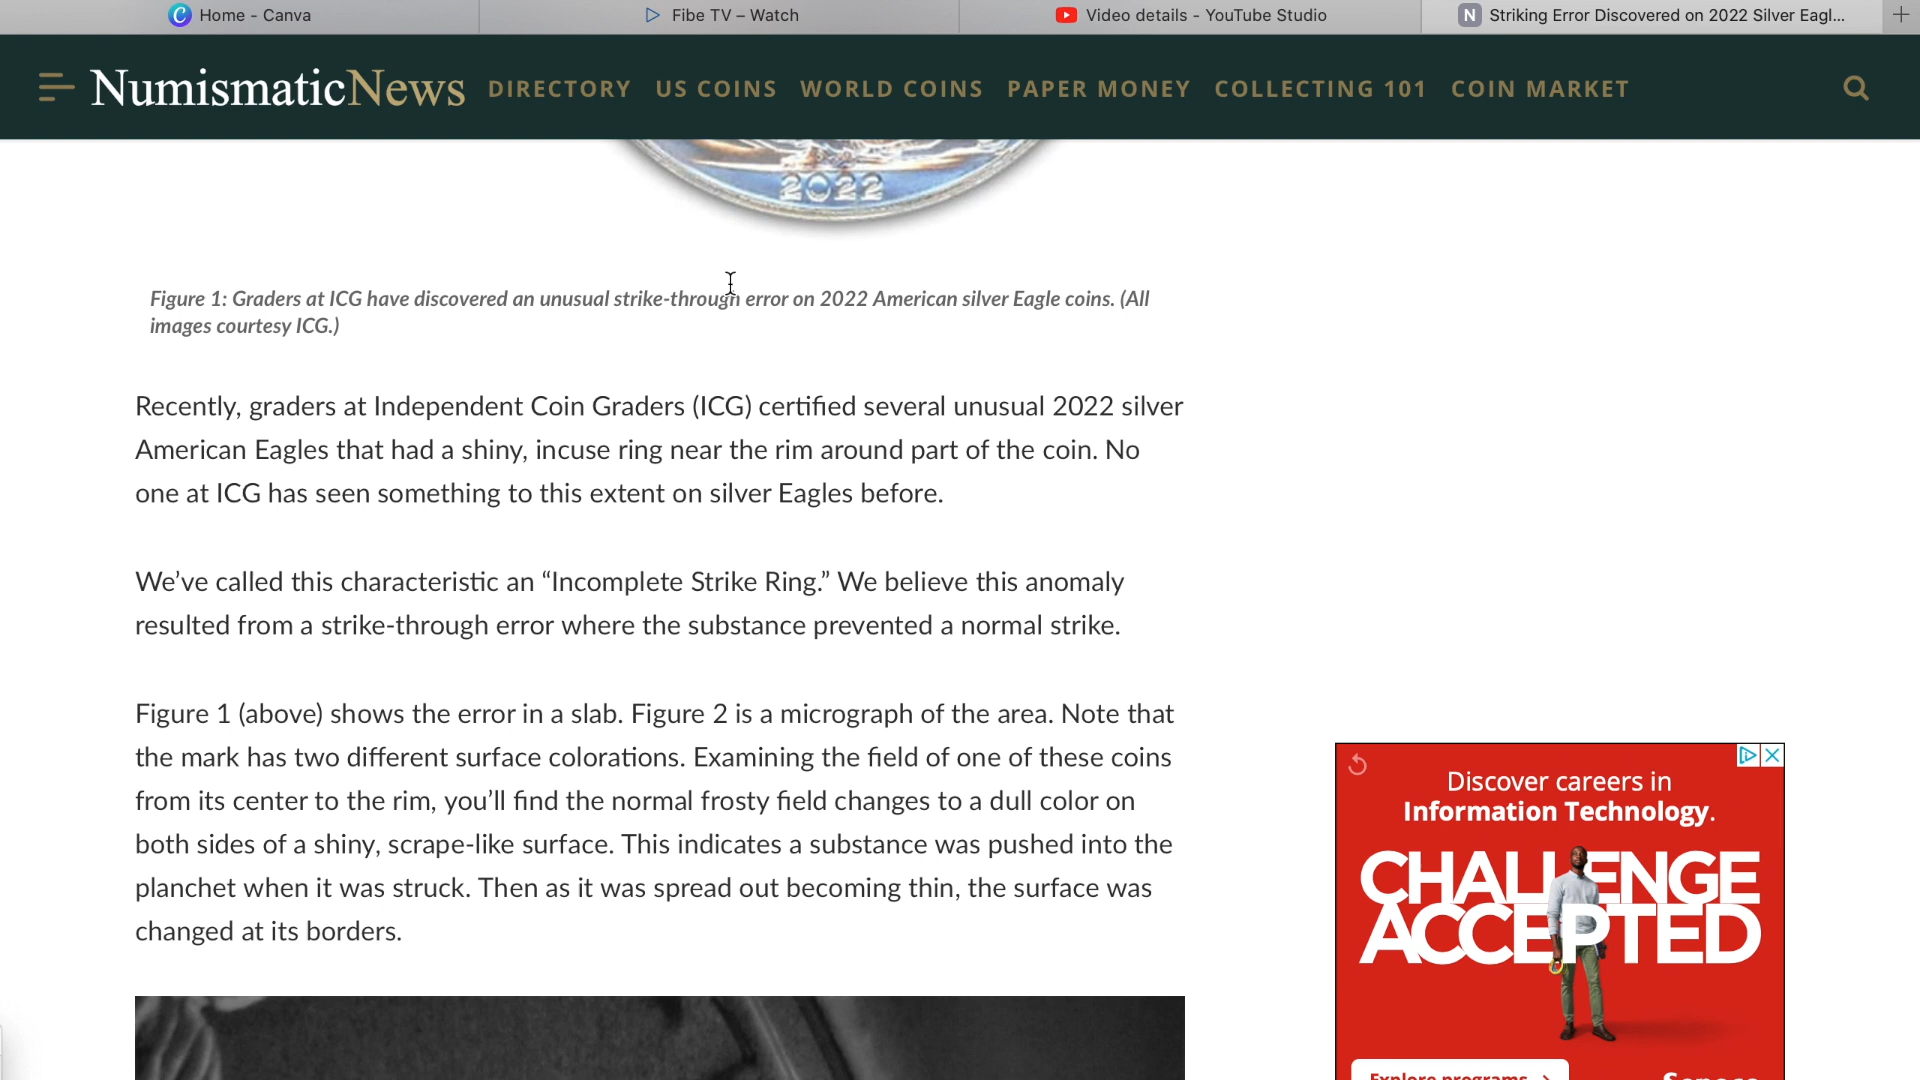 Home - Canva
Fibe TV – Watch
Video details - YouTube Studio
N Striking Error Discovered on 2022 Silver Eagl...
NumismaticNews DIRECTORY US COINS WORLD COINS PAPER MONEY COLLECTING 101 COIN MARKET
2022
Figure 1: Graders at ICG have discovered an unusual strike-through error on 2022 American silver Eagle coins. (All
images courtesy ICG.)
Recently, graders at Independent Coin Graders (ICG) certified several unusual 2022 silver
American Eagles that had a shiny, incuse ring near the rim around part of the coin. No
one at ICG has seen something to this extent on silver Eagles before.
We’ve called this characteristic an “Incomplete Strike Ring.” We believe this anomaly
resulted from a strike-through error where the substance prevented a normal strike.
Figure 1 (above) shows the error in a slab. Figure 2 is a micrograph of the area. Note that
the mark has two different surface colorations. Examining the field of one of these coins
from its center to the rim, you’ll find the normal frosty field changes to a dull color on
both sides of a shiny, scrape-like surface. This indicates a substance was pushed into the
planchet when it was struck. Then as it was spread out becoming thin, the surface was
changed at its borders.
Discover careers in
Information Technology.
CHALLENGE
ACCEPTED
Explore programs
Seneca